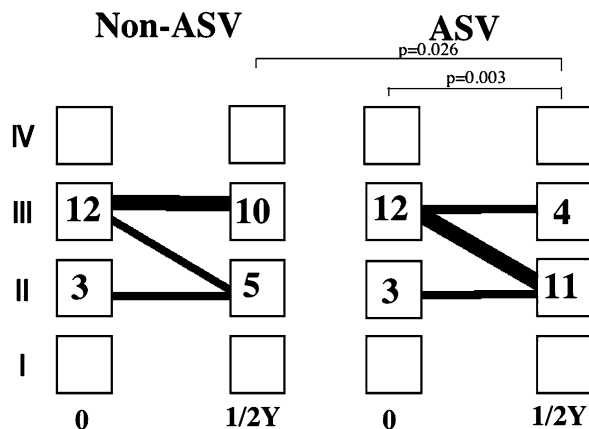 Non-ASV ASV
p=0.026
p=0.003
IV
III 12 10 12 4
II 3 5 3 11
I
0 1/2Y 0 1/2Y